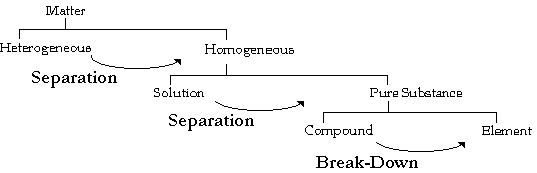 Matter
Heterogeneous
Homogeneous
Separation
Solution
Pure Substance
Separation
Compound
Element
Break-Down